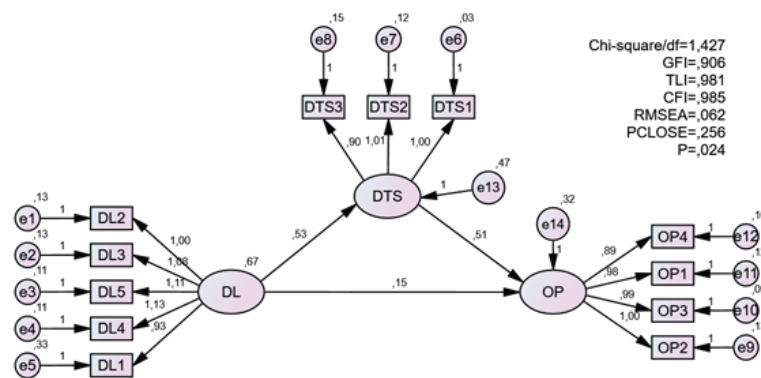 ,15
,12
,03
e8
e7
e6
1
1
1
Chi-square/df=1,427
GFI=,906
TLI=,981
CFI=,985
RMSEA=,062
PCLOSE=,256
P=,024
DTS3
DTS2
DTS1
,90
1,01
1,00
,47
DTS
1
e13
,32
e14
1
,13
e1
1
DL2
,13
e2
1
DL3
,11
e3
1
DL5
,11
e4
1
DL4
,33
e5
1
DL1
1,00
1,08
1,11
1,13
,93
,67
DL
,53
,51
,15
OP
,89
,98
,99
1,00
OP4
1
e12
OP1
1
e11
OP3
1
e10
OP2
1
e9